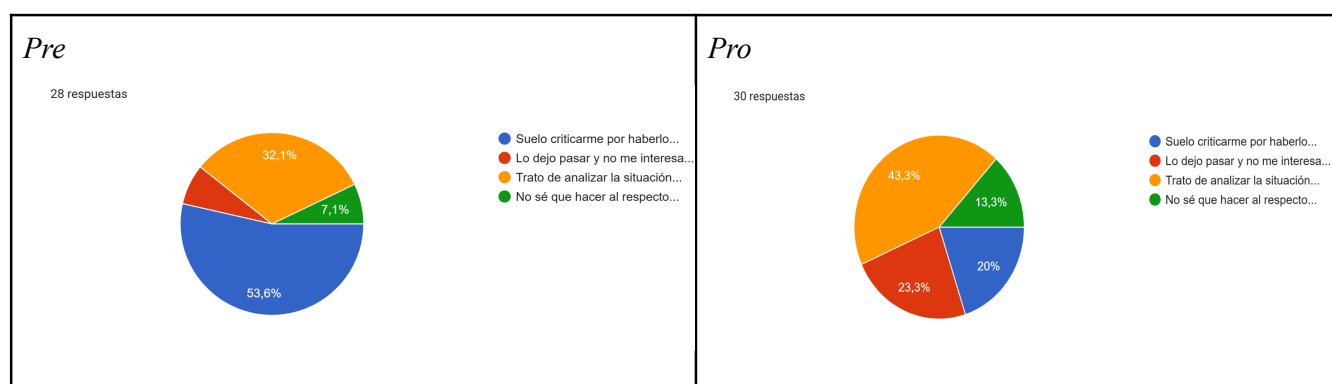 Pre
28 respuestas
32,1%
7,1%
53,6%
Suelo criticarme por haberlo...
Lo dejo pasar y no me interesa...
Trato de analizar la situación...
No sé que hacer al respecto...
Pro
30 respuestas
43,3%
13,3%
20%
23,3%
Suelo criticarme por haberlo...
Lo dejo pasar y no me interesa...
Trato de analizar la situación...
No sé que hacer al respecto...